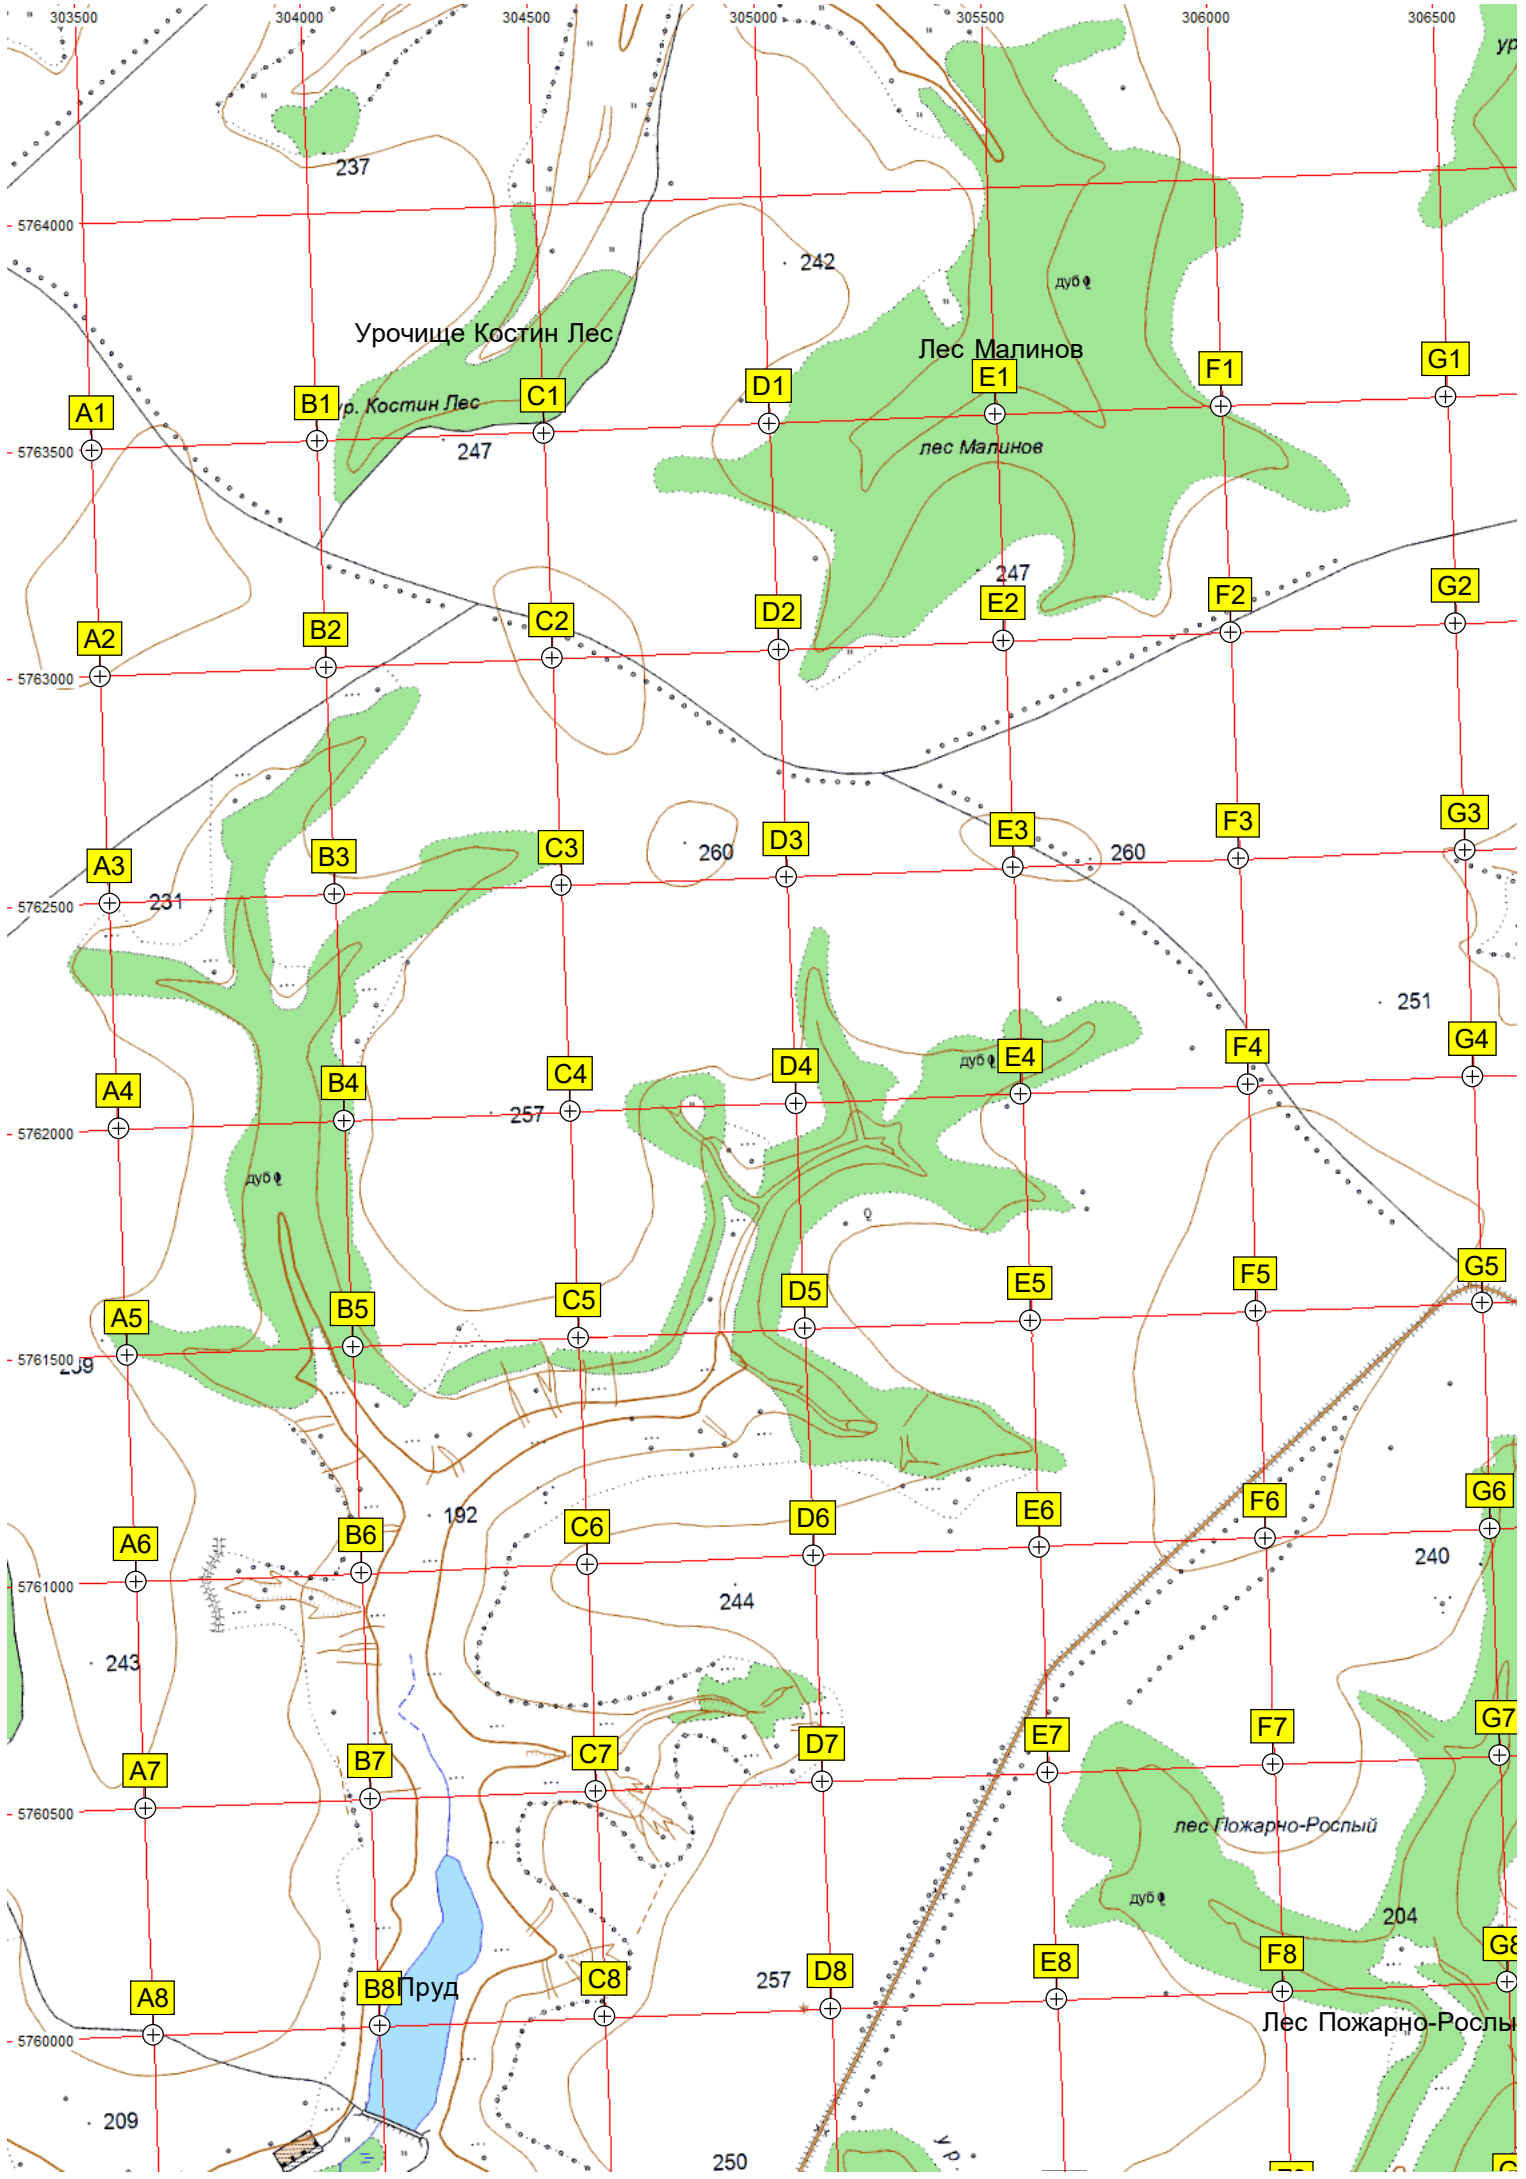 303500 304000 304500 305000 305500 306000 306500
ур
237
5764000
242
дуб
Урочище Костин Лес
Лес Малинов
A1 B1 C1 D1 E1 F1 G1
ур. Костин Лес
247
лес Малинов
5763500
247
A2 B2 C2 D2 E2 F2 G2
5763000
A3 B3 C3 D3 E3 F3 G3
260
260
231
5762500
251
дуб
A4 B4 C4 D4 E4 F4 G4
257
5762000
дуб
A5 B5 C5 D5 E5 F5 G5
5761500
192
A6 B6 C6 D6 E6 F6 G6
240
5761000
244
243
A7 B7 C7 D7 E7 F7 G7
5760500
лес Пожарно-Рослый
дуб
204
A8 B8 C8 D8 E8 F8 G8
Пруд
257
Лес Пожарно-Рослы
5760000
209
ур.
250